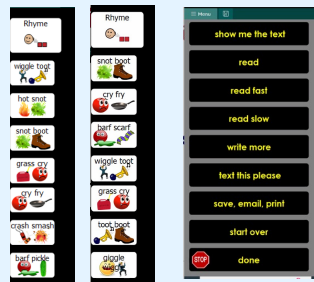 Rhyme
wiggle toot
hot snot
snot boot
grass cry
cry fry
crash smash
barf pickle
Rhyme
snot boot
cry fry
barf scarf
wiggle toot
grass cry
toot boot
giggle
wiggle
Menu
show me the text
read
read fast
read slow
write more
text this please
save, email, print
start over
STOP
done